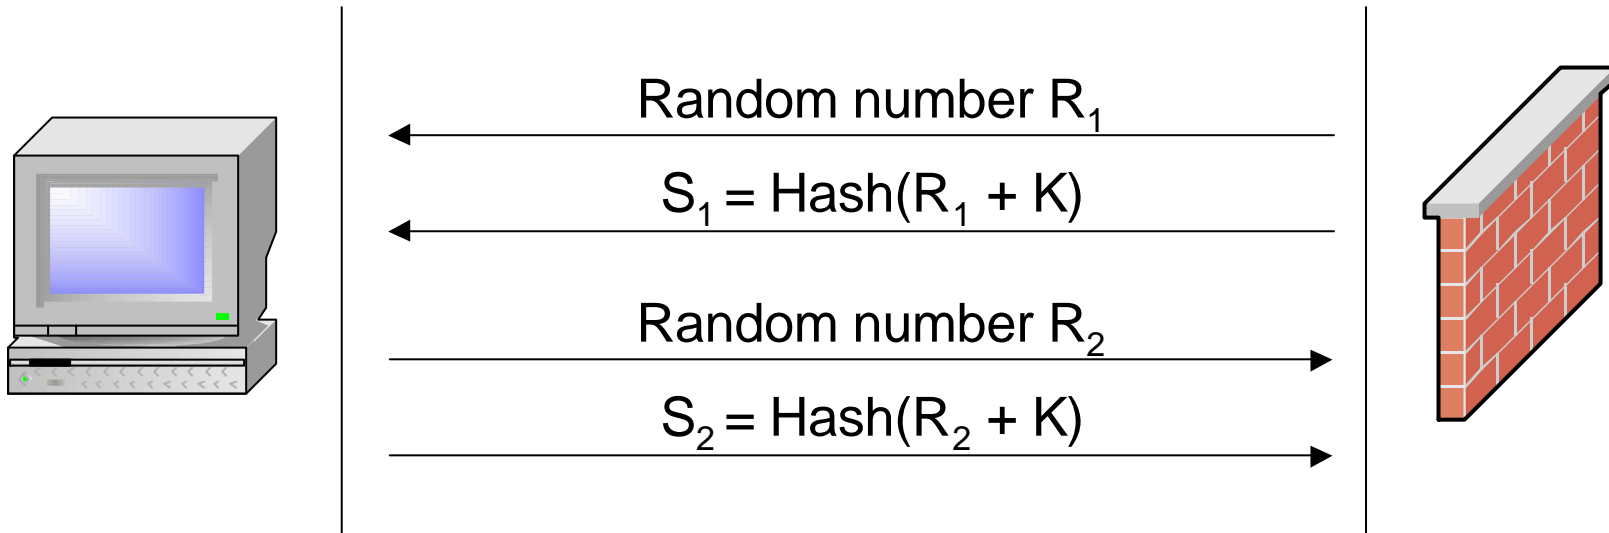 Random number R₁
S₁ = Hash(R₁ + K)
Random number R₂
S₂ = Hash(R₂ + K)